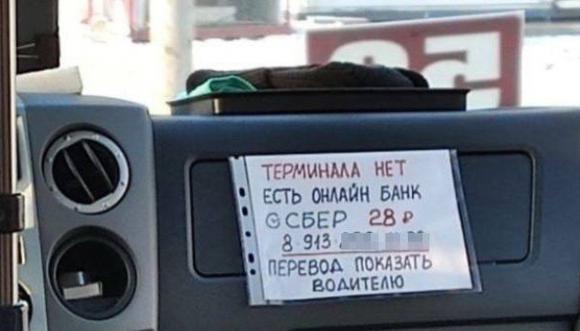 ТЕРМИНАЛА НЕТ
ЕСТЬ ОНЛАЙН БАНК
СБЕР 28 ₽
8 913
ПЕРЕВОД ПОКАЗАТЬ
ВОДИТЕЛЮ